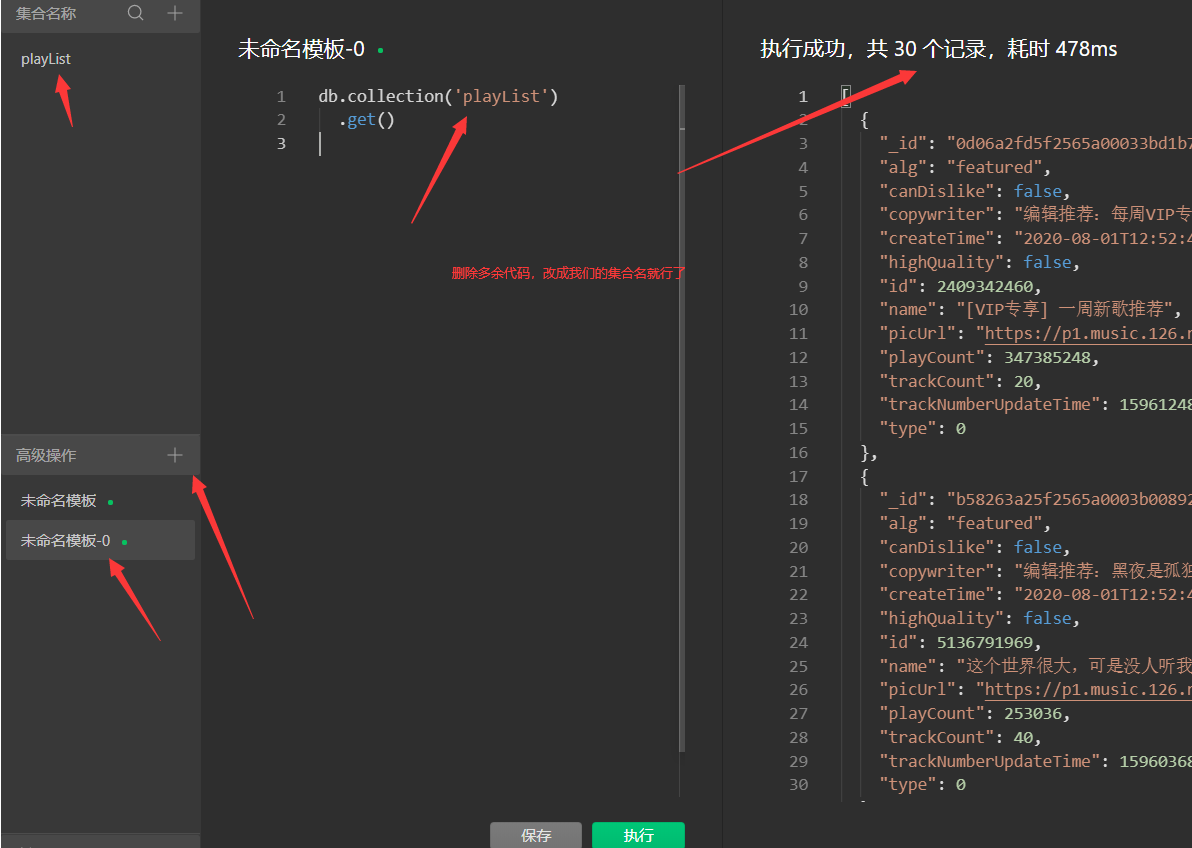 集合名称
playList
高级操作
未命名模板
未命名模板-0
未命名模板-0
1 db.collection('playList')
2 .get()
3
删除多余代码，改成我们的集合名就行了
保存
执行
执行成功，共 30 个记录，耗时 478ms
1 [
2 {
3 "_id": "0d06a2fd5f2565a00033bd1b7
4 "alg": "featured",
5 "canDislike": false,
6 "copywriter": "编辑推荐：每周VIP专
7 "createTime": "2020-08-01T12:52:4
8 "highQuality": false,
9 "id": 2409342460,
10 "name": "[VIP专享] 一周新歌推荐",
11 "picUrl": "https://p1.music.126.n
12 "playCount": 347385248,
13 "trackCount": 20,
14 "trackNumberUpdateTime": 15961248
15 "type": 0
16 },
17 {
18 "_id": "b58263a25f2565a0003b00892
19 "alg": "featured",
20 "canDislike": false,
21 "copywriter": "编辑推荐：黑夜是孤独
22 "createTime": "2020-08-01T12:52:4
23 "highQuality": false,
24 "id": 5136791969,
25 "name": "这个世界很大，可是没人听我
26 "picUrl": "https://p1.music.126.n
27 "playCount": 253036,
28 "trackCount": 40,
29 "trackNumberUpdateTime": 15960368
30 "type": 0